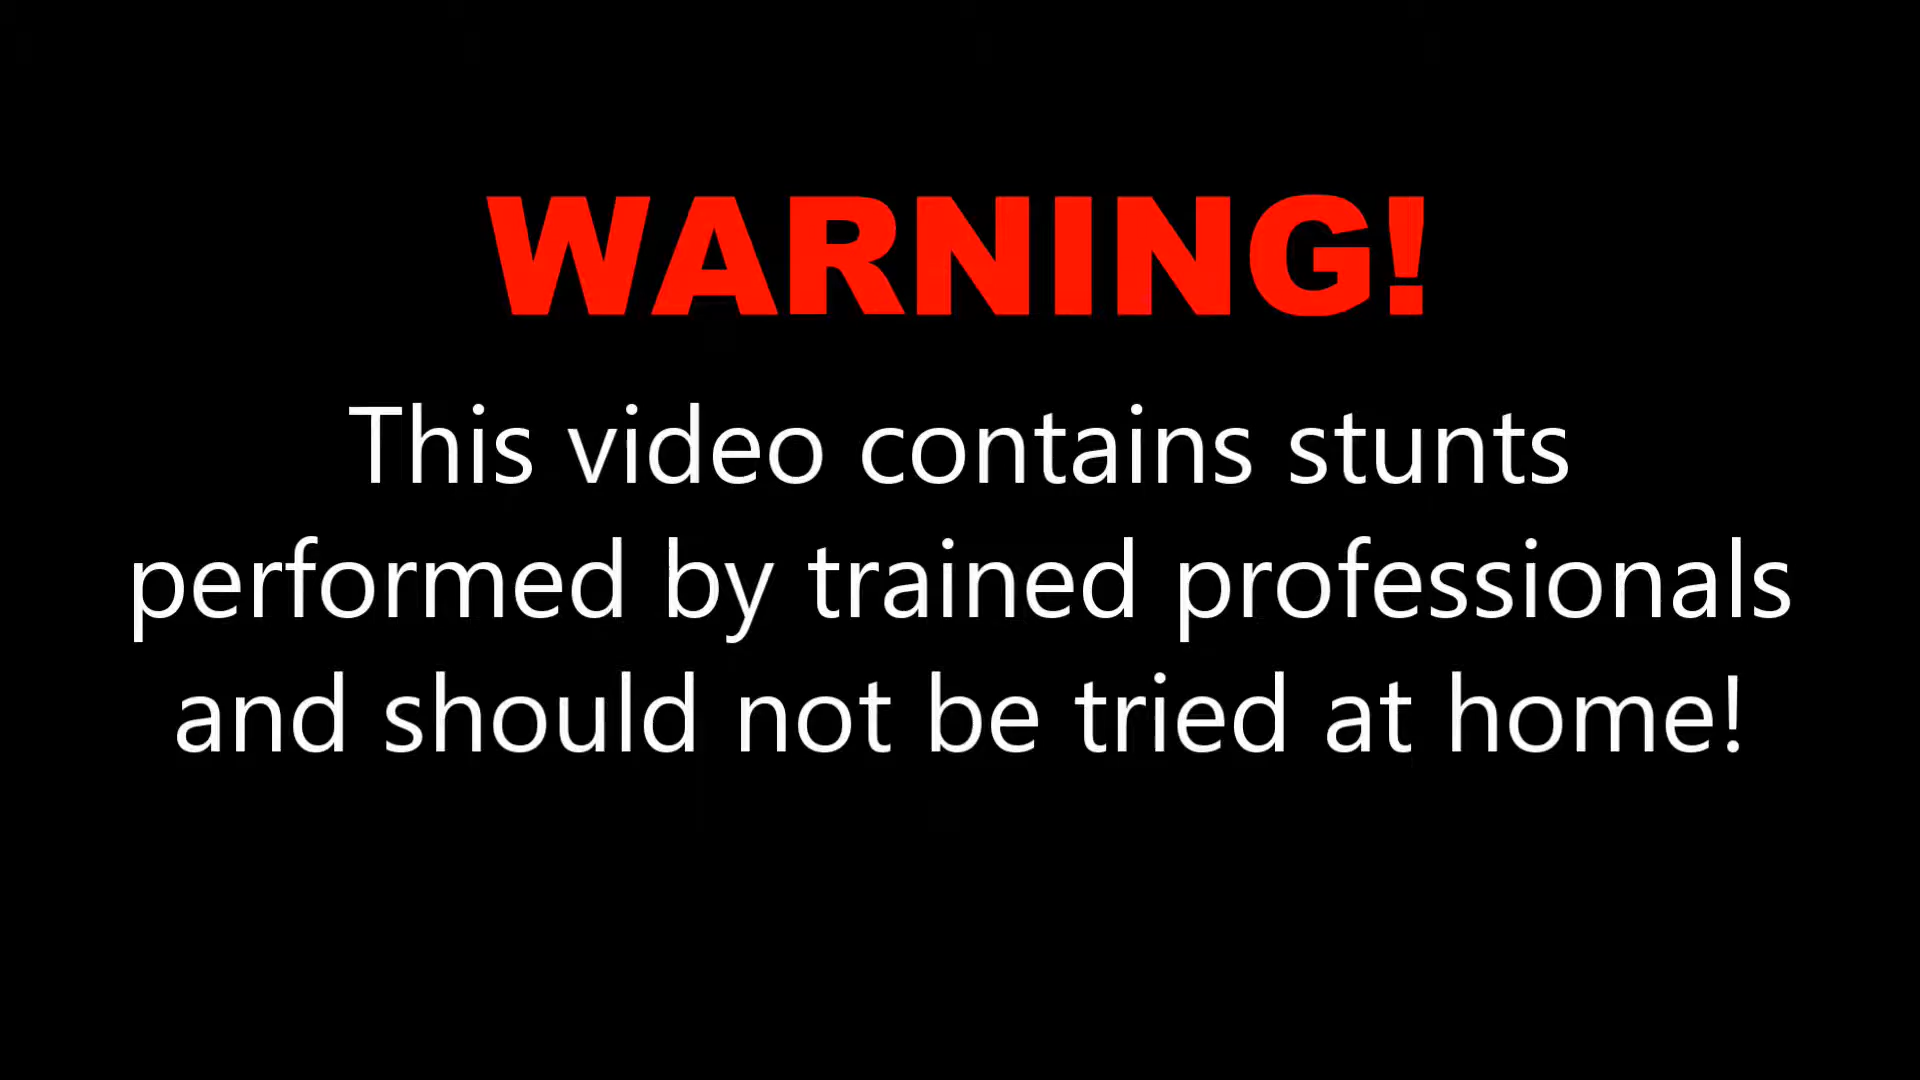 WARNING!
This video contains stunts
performed by trained professionals
and should not be tried at home!